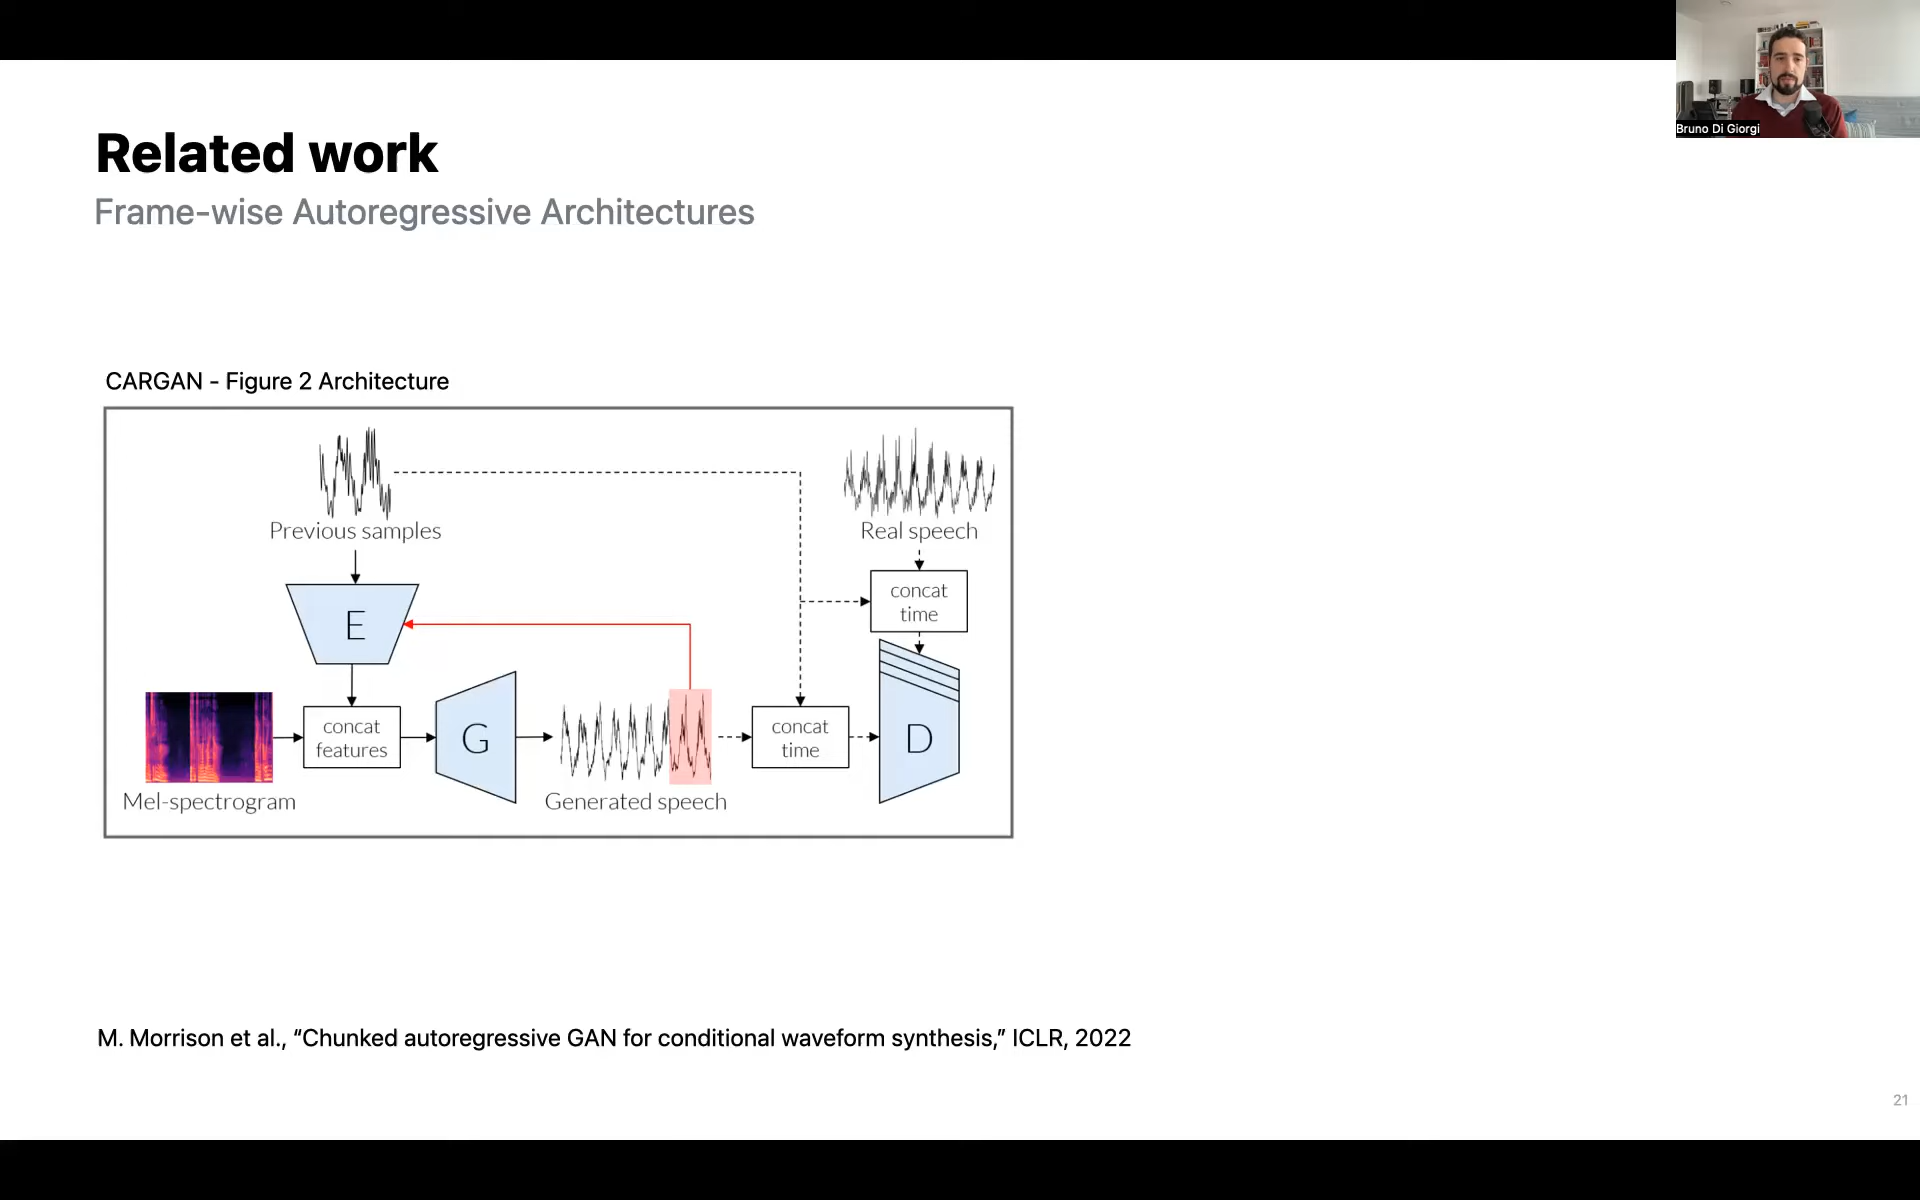 Bruno Di Giorgi
Related work
Frame-wise Autoregressive Architectures
CARGAN - Figure 2 Architecture
Previous samples
Real speech
concat
time
E
concat
features
G
concat
time
D
Mel-spectrogram
Generated speech
M. Morrison et al., “Chunked autoregressive GAN for conditional waveform synthesis,” ICLR, 2022
21